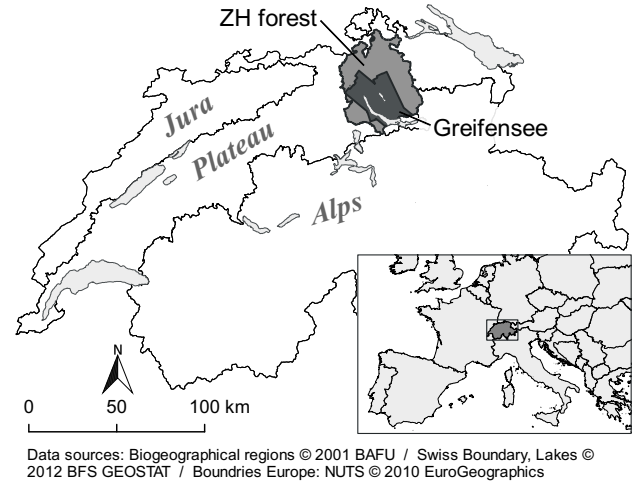 ZH forest
Greifensee
Jura
Plateau
Alps
N
0 50 100 km
Data sources: Biogeographical regions © 2001 BAFU / Swiss Boundary, Lakes ©
2012 BFS GEOSTAT / Boundries Europe: NUTS © 2010 EuroGeographics